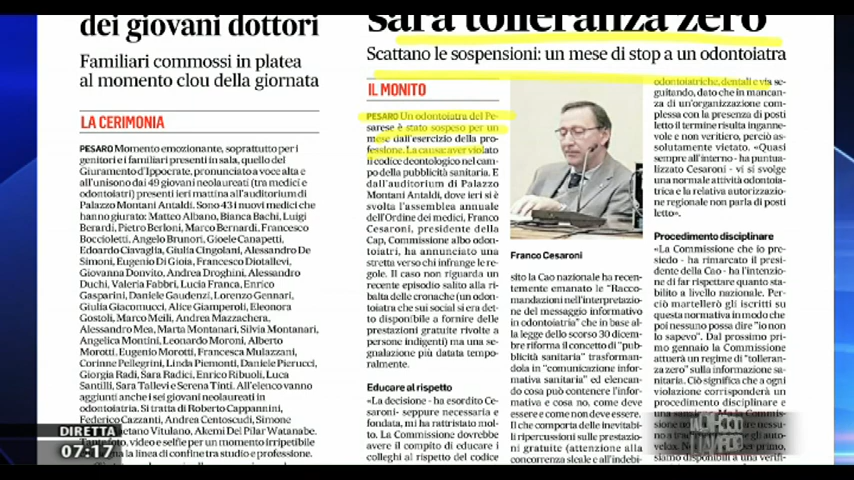 dei giovani dottori
Familiari commossi in platea
al momento clou della giornata
LA CERIMONIA
PESARO Momento emozionante, soprattutto per i
genitori e i familiari presenti in sala, quello del
Giuramento d'Ippocrate, pronunciato a voce alta e
all'unisono dai 49 giovani neolaureati (tra medici e
odontoiatri) presenti ieri mattina all'auditorium di
Palazzo Montani Antaldi. Sono 43 i nuovi medici che
hanno giurato: Matteo Albano, Bianca Bachi, Luigi
Berardi, Pietro Berloni, Marco Bernardi, Francesco
Boccioletti, Angelo Brunori, Gioele Canapetti,
Edoardo Ciavaglia, Giulia Cingolani, Alessandro De
Simoni, Eugenio Di Gioia, Francesco Diotallevi,
Giovanna Donvito, Andrea Droghini, Alessandro
Duchi, Valeria Fabbri, Lucia Franca, Enrico
Gasparini, Daniele Gaudenzi, Lorenzo Gennari,
Giulia Giaconucci, Alice Giamperoli, Eleonora
Gostoli, Marco Meili, Andrea Mazzachera,
Alessandro Mea, Marta Montanari, Silvia Montanari,
Angelica Montini, Leonardo Moroni, Alberto
Morotti, Eugenio Morotti, Francesca Mulazzani,
Corinne Pellegrini, Linda Piemonti, Daniele Pierucci,
Giorgia Radi, Sara Radici, Enrico Ribuoli, Luca
Santilli, Sara Tallevi e Serena Tinti. All'elenco vanno
aggiunti anche i sei giovani neolaureati in
odontoiatria. Si tratta di Roberto Cappannini,
Federico Cazzanti, Andrea Centoscudi, Simone
Gaetano Vitulano, Akemi Del Pilar Watanabe.
foto, video e selfie per un momento irripetibile
na la linea di confine tra studio e professione.
sarà tolleranza zero
Scattano le sospensioni: un mese di stop a un odontoiatra
IL MONITO
PESARO Un odontoiatra del Pe-
sarese è stato sospeso per un
mese dall'esercizio della pro-
fessione. La causa: aver violato
il codice deontologico nel cam-
po della pubblicità sanitaria. E
dall'auditorium di Palazzo
Montani Antaldi, dove ieri si è
svolta l'assemblea annuale
dell'Ordine dei medici, Franco
Cesaroni, presidente della
Cap, Commissione albo odon-
toiatri, ha annunciato una
stretta verso chi infrange le re-
gole. Il caso non riguarda un
recente episodio salito alla ri-
balta delle cronache (un odon-
toiatra che sui social si era det-
to disponibile a fornire delle
prestazioni gratuite rivolte a
persone indigenti) ma una se-
gnalazione più datata tempo-
ralmente.
Educare al rispetto
«La decisione - ha esordito Ce-
saroni- seppure necessaria e
fondata, mi ha rattristato mol-
to. La Commissione dovrebbe
avere il compito di educare i
colleghi al rispetto del codice
Franco Cesaroni
sito la Cao nazionale ha recen-
temente emanato le "Racco-
mandazioni nell'interpretazio-
ne del messaggio informativo
in odontoiatria" che in base al-
la legge dello scorso 30 dicem-
bre riforma il concetto di "pub-
blicità sanitaria" trasforman-
dola in "comunicazione infor-
mativa sanitaria" ed elencan-
do cosa può contenere l'infor-
mativa e cosa no, come deve
essere e come non deve essere.
Il che comporta delle inevitabi-
li ripercussioni sulle prestazio-
ni gratuite (attenzione alla
concorrenza sleale e all'indebi-
odontoiatriche, dentali e via se-
guitando, dato che in mancan-
za di un'organizzazione com-
plessa con la presenza di posti
letto il termine risulta inganne-
vole e non veritiero, perciò as-
solutamente vietato. «Quasi
sempre all'interno - ha puntua-
lizzato Cesaroni - vi si svolge
una normale attività odontoia-
trica e la relativa autorizzazio-
ne regionale non parla di posti
letto».
Procedimento disciplinare
«La Commissione che io pre-
siedo - ha rimarcato il presi-
dente della Cao - ha l'intenzio-
ne di far rispettare quanto sta-
bilito a livello nazionale. Per-
ciò martellerò gli iscritti su
questa normativa in modo che
poi nessuno possa dire "io non
lo sapevo". Dal prossimo pri-
mo gennaio la Commissione
attuerà un regime di "tolleran-
za zero" sulla informazione sa-
nitaria. Ciò significa che a ogni
violazione corrisponderà un
procedimento disciplinare e
DIRETTA
07:17